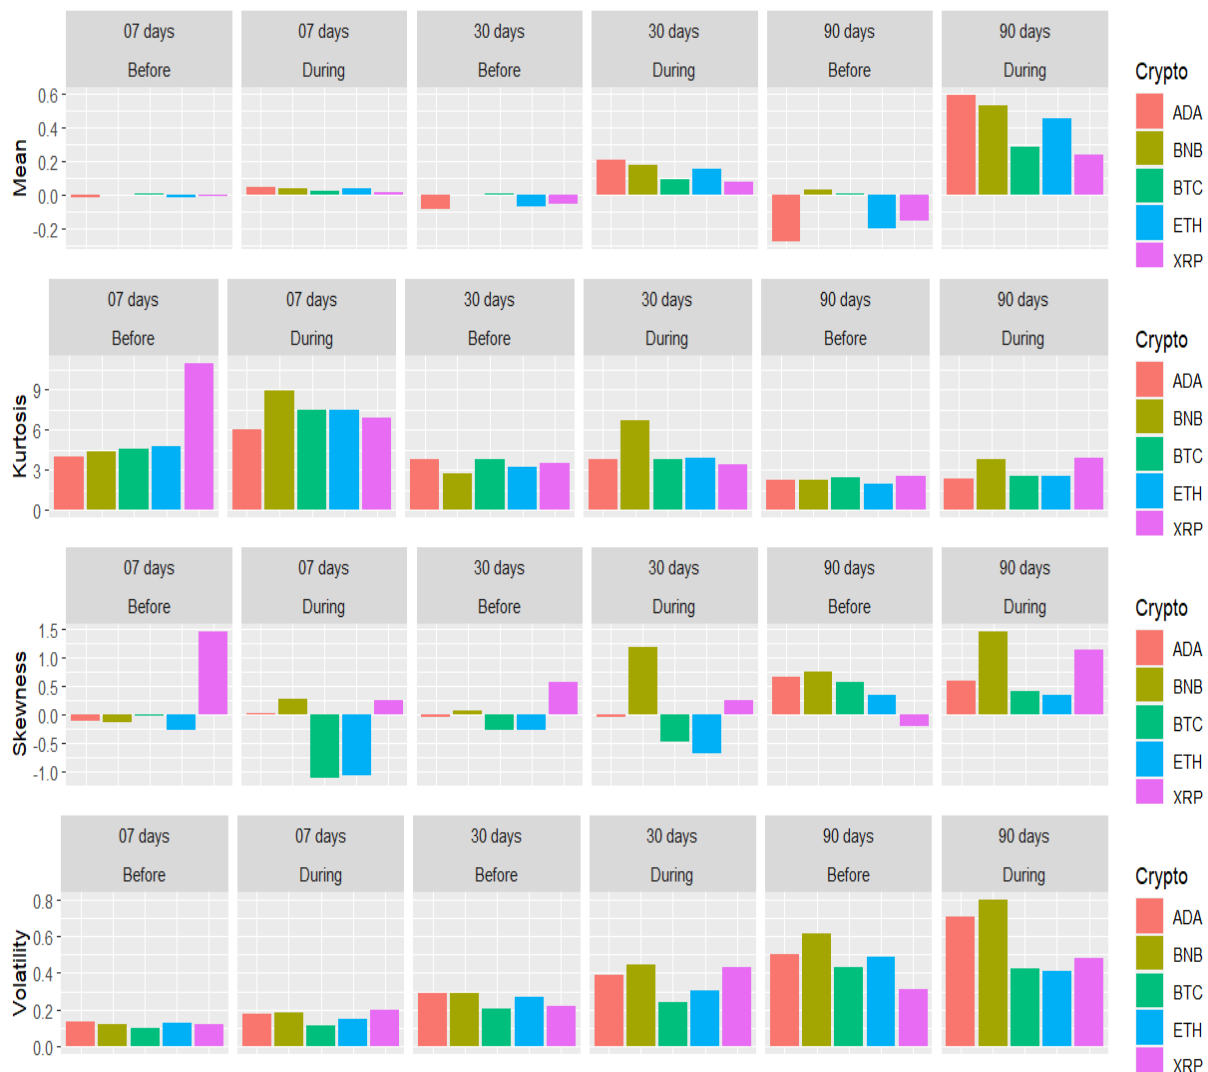 07 days 07 days 30 days 30 days 90 days 90 days
Before During Before During Before During
Crypto
ADA
BNB
BTC
ETH
XRP
Mean
0.6
0.4
0.2
0.0
-0.2
07 days 07 days 30 days 30 days 90 days 90 days
Before During Before During Before During
Crypto
ADA
BNB
BTC
ETH
XRP
Kurtosis
9
6
3
0
07 days 07 days 30 days 30 days 90 days 90 days
Before During Before During Before During
Crypto
ADA
BNB
BTC
ETH
XRP
Skewness
1.5
1.0
0.5
0.0
-0.5
-1.0
07 days 07 days 30 days 30 days 90 days 90 days
Before During Before During Before During
Crypto
ADA
BNB
BTC
ETH
XRP
Volatility
0.8
0.6
0.4
0.2
0.0